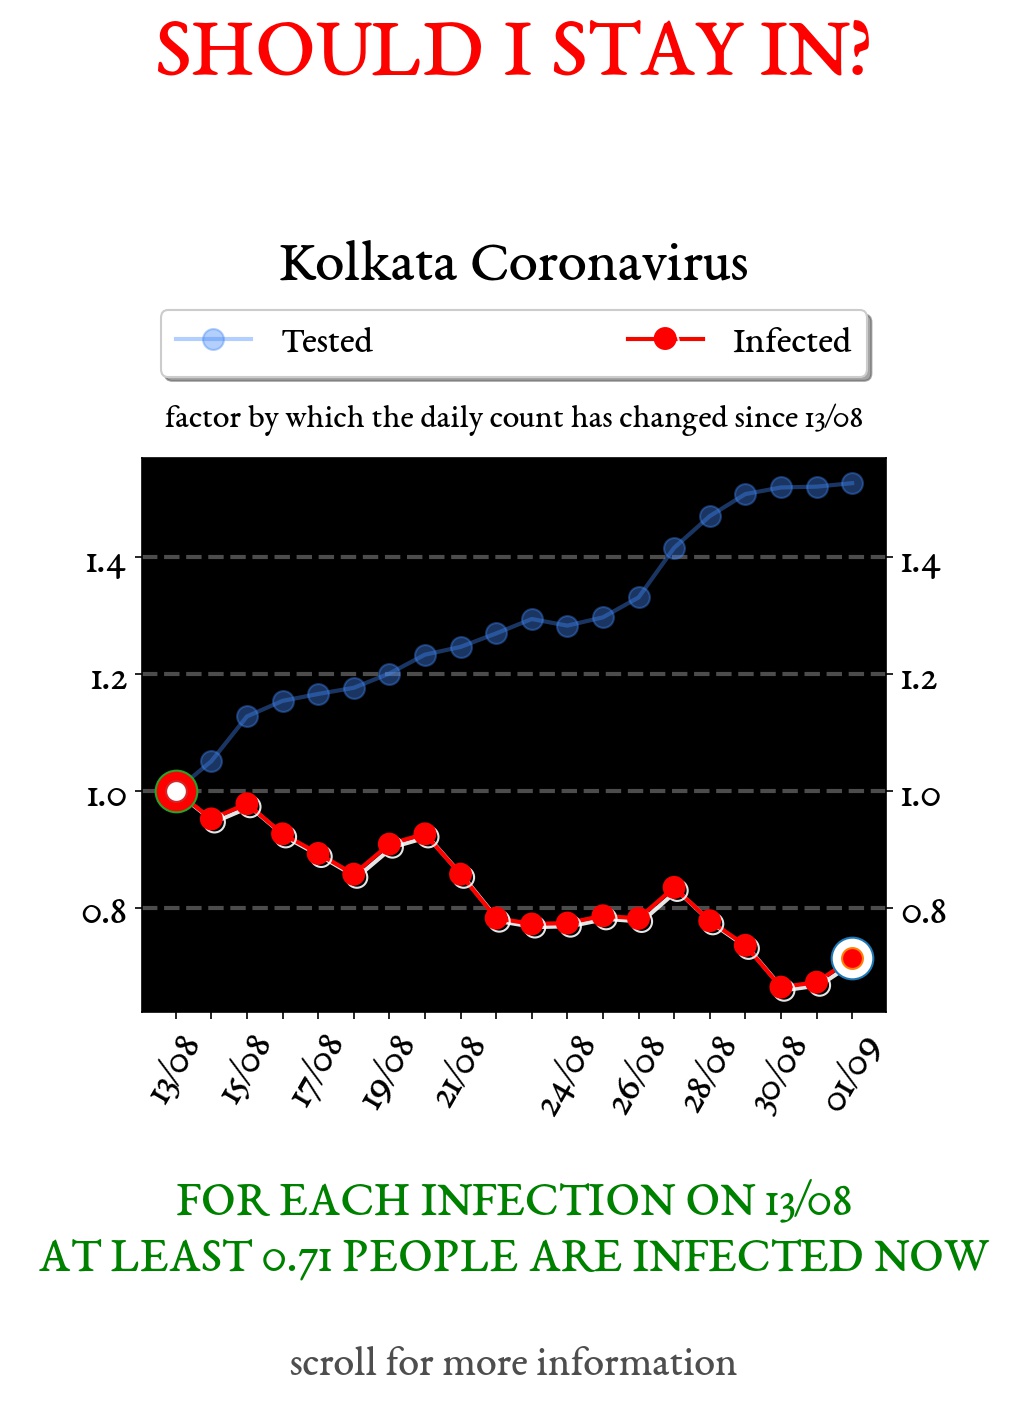 SHOULD I STAY IN?
Kolkata Coronavirus
Tested Infected
factor by which the daily count has changed since 13/08
1.4 1.4
1.2 1.2
1.0 1.0
0.8 0.8
13/08 15/08 17/08 19/08 21/08 24/08 26/08 28/08 30/08 01/09
FOR EACH INFECTION ON 13/08
AT LEAST 0.71 PEOPLE ARE INFECTED NOW
scroll for more information